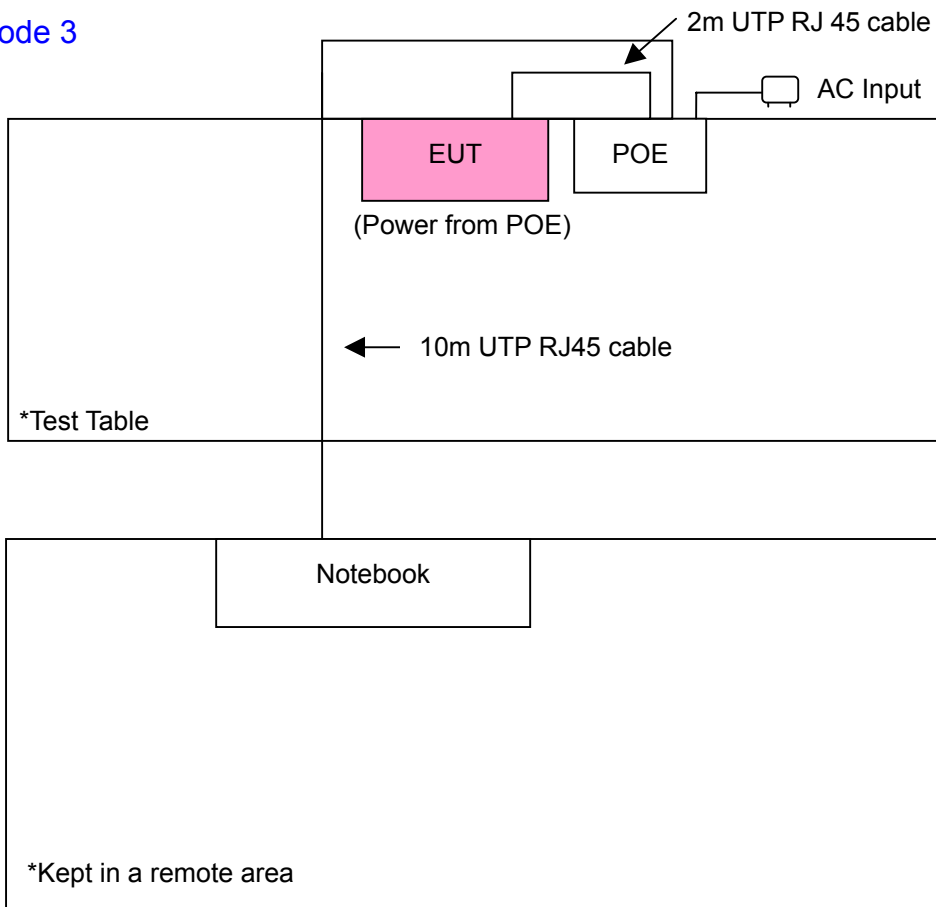 ode 3
2m UTP RJ 45 cable
AC Input
EUT
POE
(Power from POE)
10m UTP RJ45 cable
*Test Table
Notebook
*Kept in a remote area